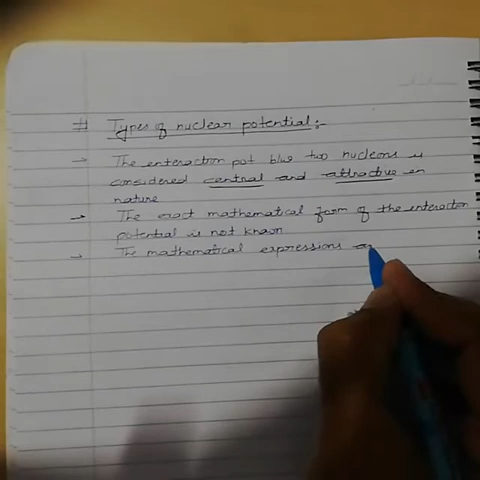 # Types of nuclear potential :-
→ The interaction pot b/w two nucleons is
considered central and attractive in
nature
→ The exact mathematical form of the interaction
potential is not known
→ The mathematical expressions